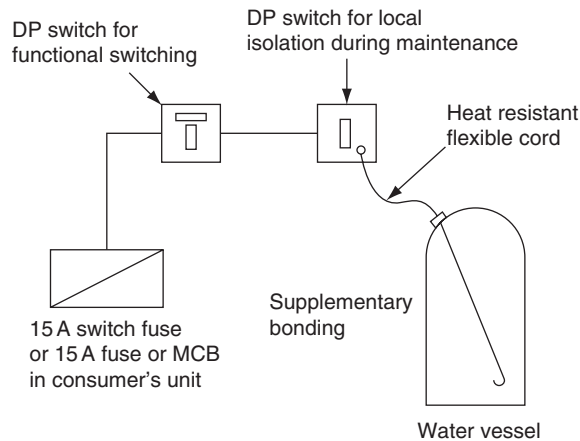 DP switch for
functional switching
DP switch for local
isolation during maintenance
Heat resistant
flexible cord
15 A switch fuse
or 15 A fuse or MCB
in consumer's unit
Supplementary
bonding
Water vessel